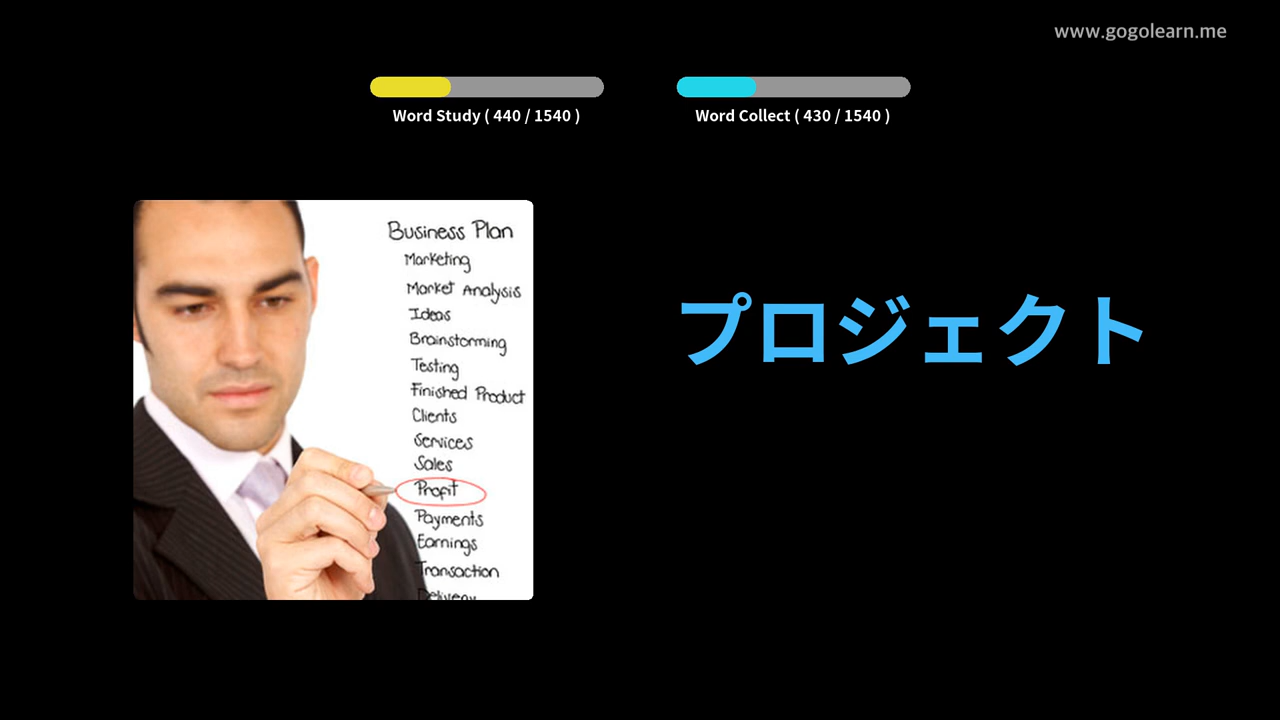 www.gogolearn.me
Word Study ( 440 / 1540 )
Word Collect ( 430 / 1540 )
Business Plan
Marketing
Market Analysis
Ideas
Brainstorming
Testing
Finished Product
Clients
Services
Sales
Profit
Payments
Earnings
Transaction
Delivery
プロジェクト